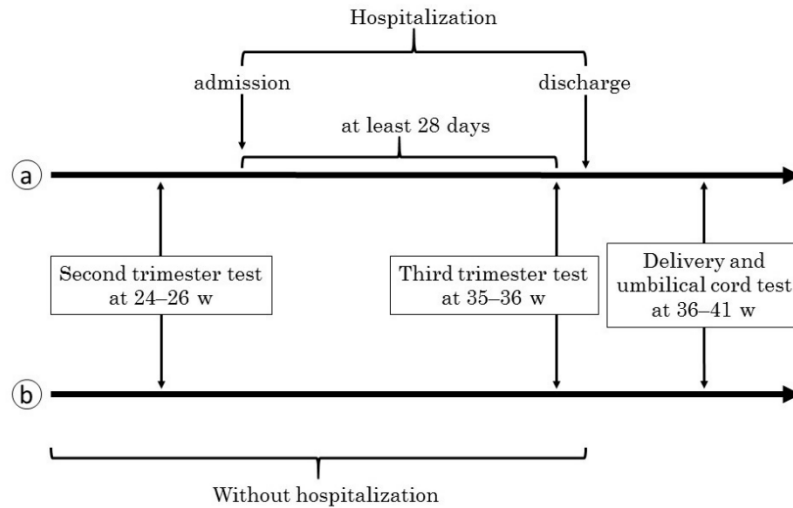 Hospitalization
admission
discharge
at least 28 days
a
Second trimester test
at 24–26 w
Third trimester test
at 35–36 w
Delivery and
umbilical cord test
at 36–41 w
b
Without hospitalization